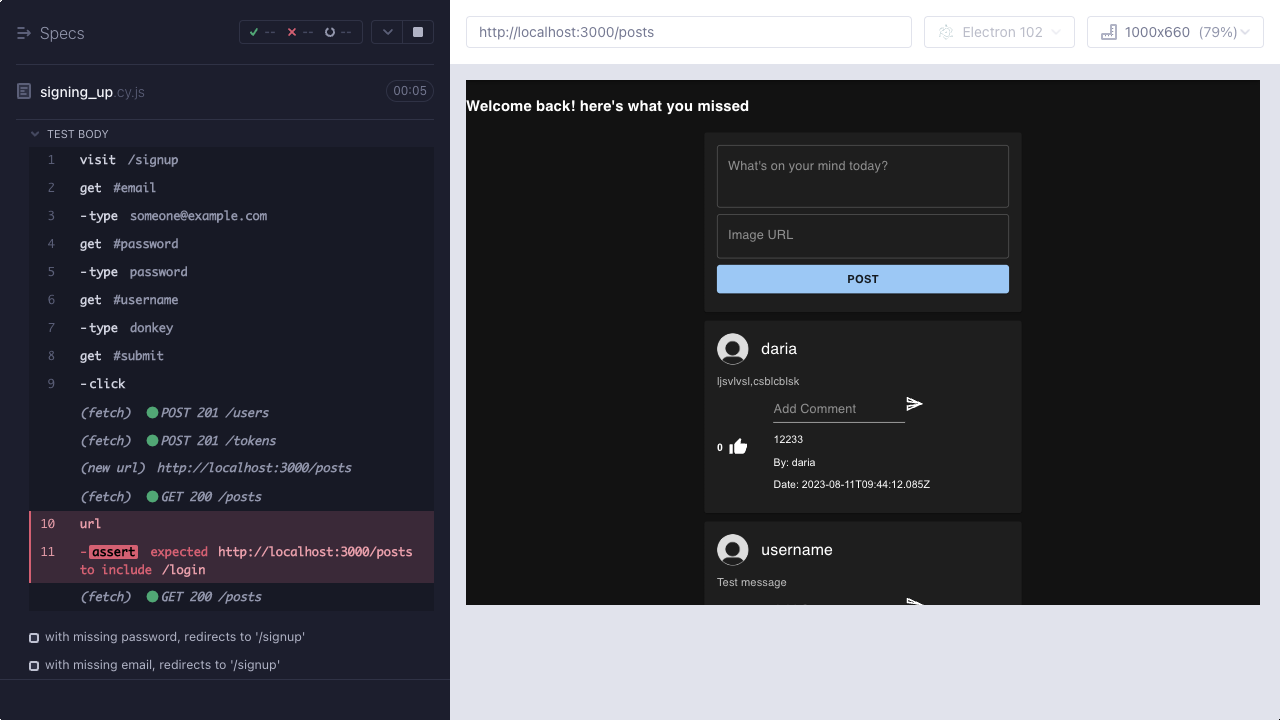 Specs
-- -- --
signing_up.cy.js
00:05
TEST BODY
1 visit /signup
2 get #email
3 -type someone@example.com
4 get #password
5 -type password
6 get #username
7 -type donkey
8 get #submit
9 -click
(fetch) POST 201 /users
(fetch) POST 201 /tokens
(new url) http://localhost:3000/posts
(fetch) GET 200 /posts
10 url
11 -assert expected http://localhost:3000/posts
to include /login
(fetch) GET 200 /posts
with missing password, redirects to '/signup'
with missing email, redirects to '/signup'
http://localhost:3000/posts
Electron 102
1000x660 (79%)
Welcome back! here's what you missed
What's on your mind today?
Image URL
POST
daria
ljsvlvsl,csblcblsk
Add Comment
0
12233
By: daria
Date: 2023-08-11T09:44:12.085Z
username
Test message